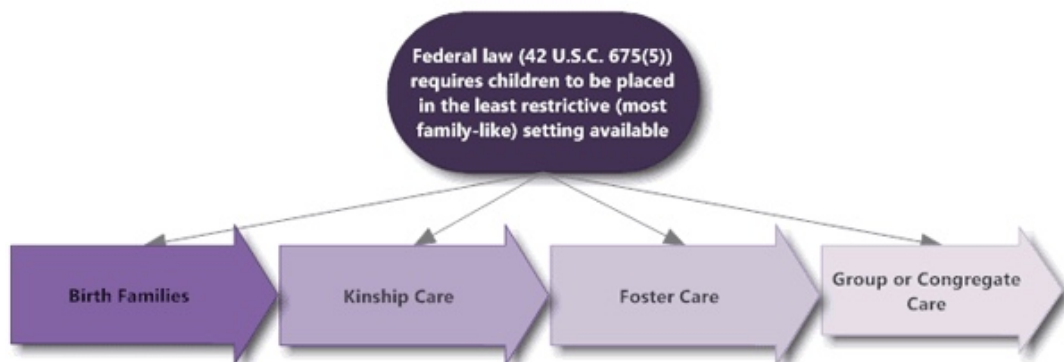 Federal law (42 U.S.C. 675(5))
requires children to be placed
in the least restrictive (most
family-like) setting available
Birth Families
Kinship Care
Foster Care
Group or Congregate
Care